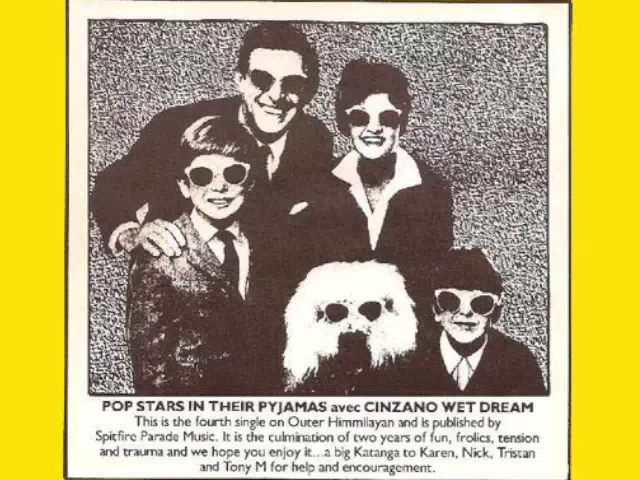 POP STARS IN THEIR PYJAMAS avec CINZANO WET DREAM
This is the fourth single on Outer Himmilayan and is published by
Spitfire Parade Music. It is the culmination of two years of fun, frolics, tension
and trauma and we hope you enjoy it...a big Katanga to Karen, Nick, Tristan
and Tony M for help and encouragement.